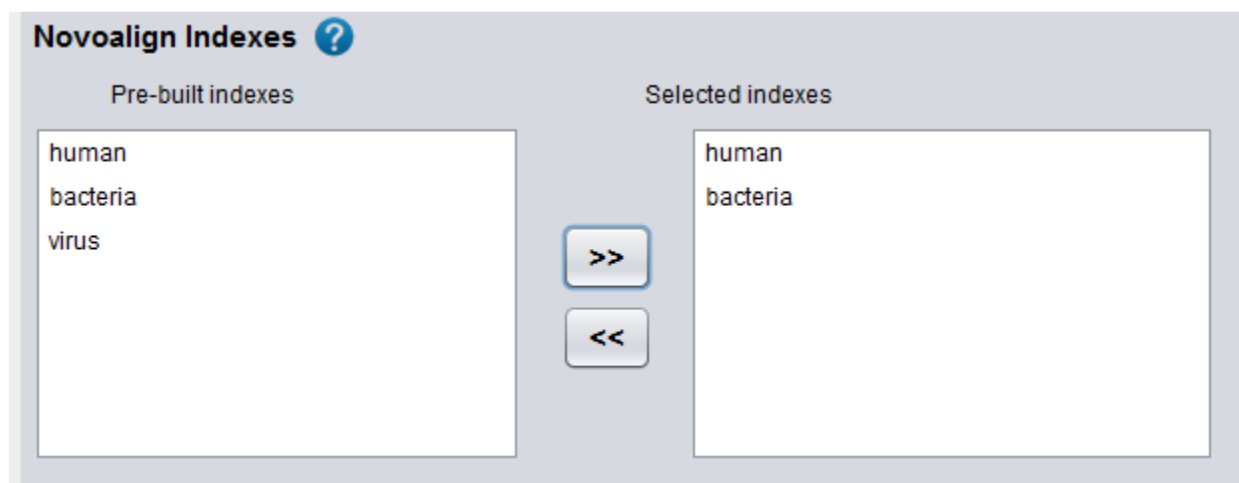 Novoalign Indexes ?
Pre-built indexes
Selected indexes
human
bacteria
virus
>>
<<
human
bacteria